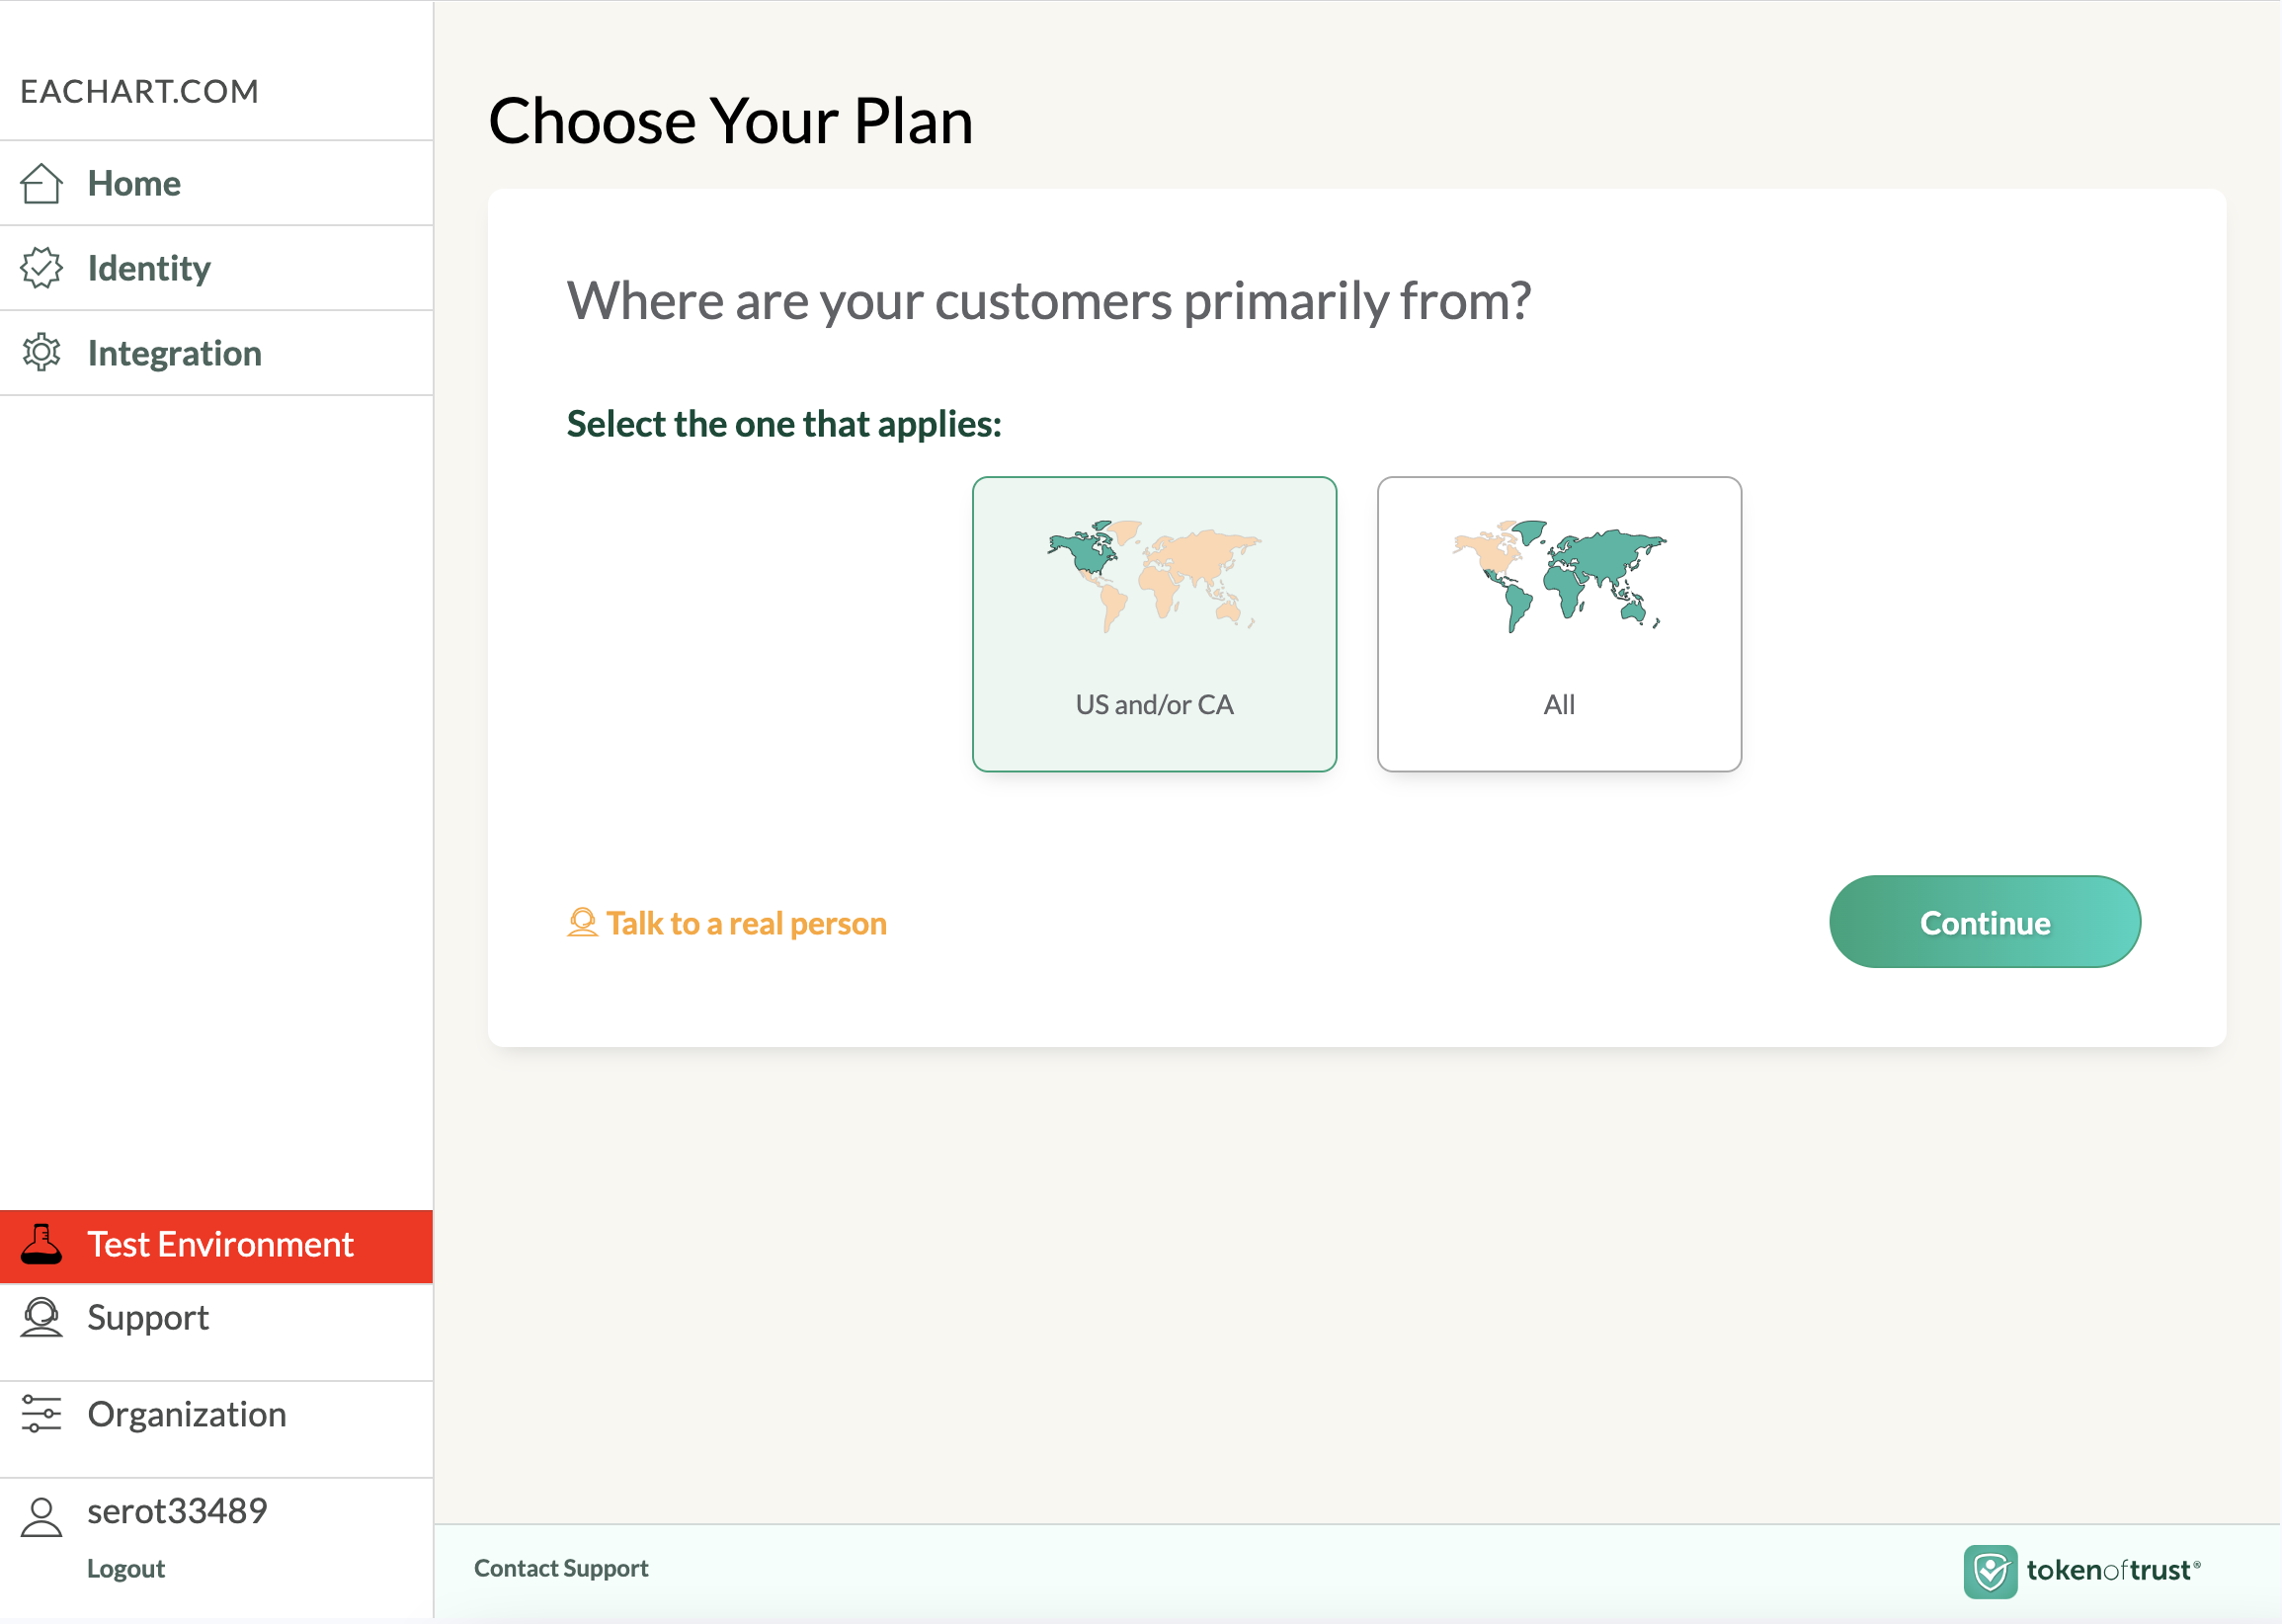 EACHART.COM
Home
Identity
Integration
Test Environment
Support
Organization
serot33489
Logout
Choose Your Plan
Where are your customers primarily from?
Select the one that applies:
US and/or CA
All
Talk to a real person
Continue
Contact Support
tokenoftrust®